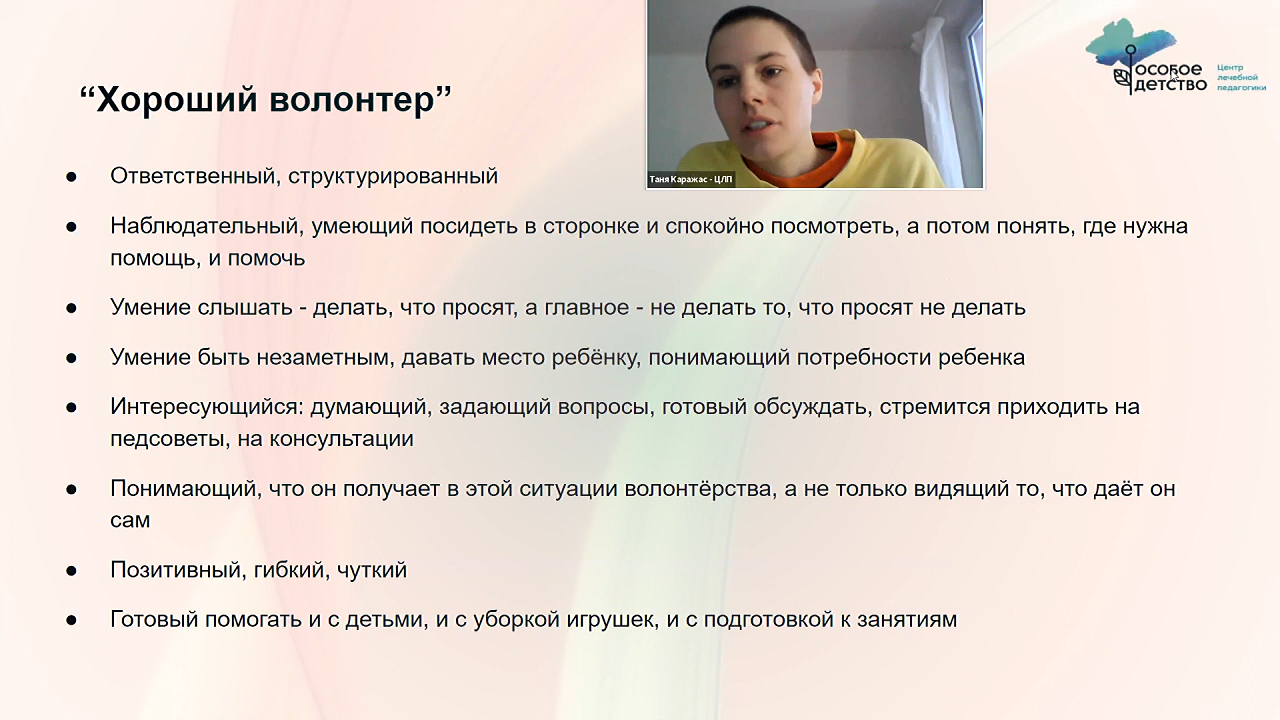 “Хороший волонтер”
Таня Каражас - ЦЛП
особое
детство
Центр
лечебной
педагогики
● Ответственный, структурированный
● Наблюдательный, умеющий посидеть в сторонке и спокойно посмотреть, а потом понять, где нужна
помощь, и помочь
● Умение слышать - делать, что просят, а главное - не делать то, что просят не делать
● Умение быть незаметным, давать место ребёнку, понимающий потребности ребенка
● Интересующийся: думающий, задающий вопросы, готовый обсуждать, стремится приходить на
педсоветы, на консультации
● Понимающий, что он получает в этой ситуации волонтёрства, а не только видящий то, что даёт он
сам
● Позитивный, гибкий, чуткий
● Готовый помогать и с детьми, и с уборкой игрушек, и с подготовкой к занятиям